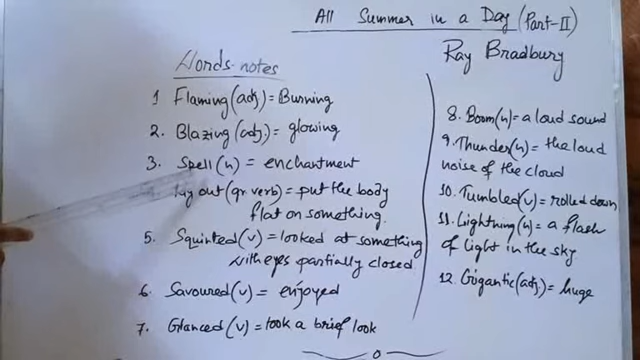 All Summer in a Day (Part-II)
Ray Bradbury
Words-notes
1 Flaming (adj) = Burning
2. Blazing (adj) = glowing
3. Spell (n) = enchantment
lay out (gr verb) = put the body
flat on something.
5. Squinted (v) = looked at something
with eyes partially closed
6. Savoured (v) = enjoyed
7. Glanced (v) = took a brief look
8. Boom (n) = a loud sound
9. Thunder (n) = the loud
noise of the cloud
10. Tumbled (v) = rolled down
11. Lightning (n) = a flash
of light in the sky
12. Gigantic (adj) = huge